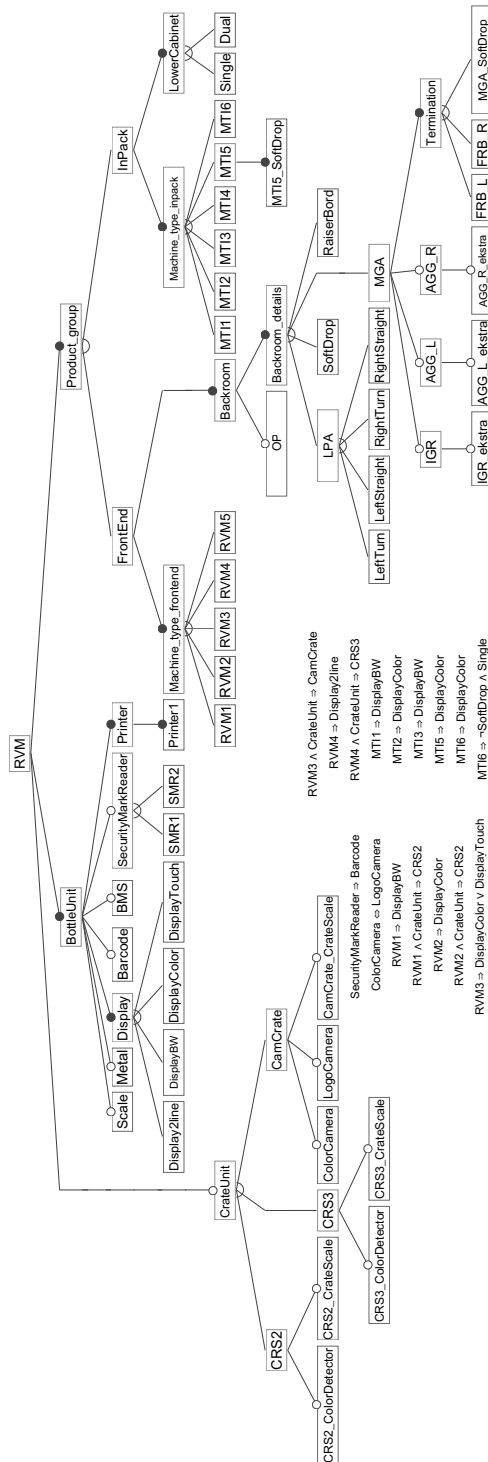 RVM
BottleUnit
Product_group
Scale
Metal
Display
Barcode
BMS
SecurityMarkReader
Printer
FrontEnd
InPack
Display2line
DisplayBW
DisplayColor
DisplayTouch
SMR1
SMR2
Printer1
Machine_type_frontend
Backroom
Machine_type_inpack
LowerCabinet
CrateUnit
RVM1
RVM2
RVM3
RVM4
RVM5
MTI1
MTI2
MTI3
MTI4
MTI5
MTI6
Single
Dual
CRS2
CRS3
CamCrate
OP
Backroom_details
MTI5_SoftDrop
CRS2_ColorDetector
CRS2_CrateScale
ColorCamera
LogoCamera
CamCrate_CrateScale
LPA
SoftDrop
MGA
RaiserBord
CRS3_ColorDetector
CRS3_CrateScale
LeftTurn
LeftStraight
RightTurn
RightStraight
IGR
AGG_L
AGG_R
Termination
IGR_ekstra
AGG_L_ekstra
AGG_R_ekstra
FRB_L
FRB_R
MGA_SoftDrop
SecurityMarkReader ⇒ Barcode
ColorCamera ⇔ LogoCamera
RVM1 ⇒ DisplayBW
RVM1 ∧ CrateUnit ⇒ CRS2
RVM2 ⇒ DisplayColor
RVM2 ∧ CrateUnit ⇒ CRS2
RVM3 ⇒ DisplayColor ∨ DisplayTouch
RVM3 ∧ CrateUnit ⇒ CamCrate
RVM4 ⇒ Display2line
RVM4 ∧ CrateUnit ⇒ CRS3
MTI1 ⇒ DisplayBW
MTI2 ⇒ DisplayColor
MTI3 ⇒ DisplayBW
MTI5 ⇒ DisplayColor
MTI6 ⇒ DisplayColor
MTI6 ⇒ ¬SoftDrop ∧ Single